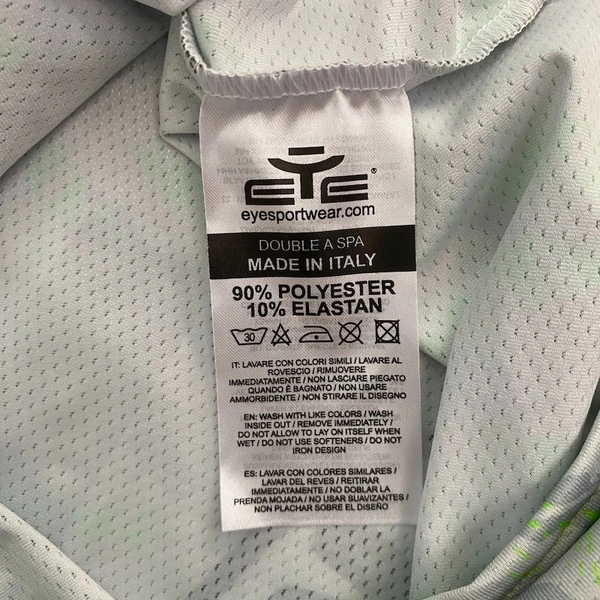 EYE®
eyesportwear.com
DOUBLE A SPA
MADE IN ITALY
90% POLYESTER
10% ELASTAN
30
IT: LAVARE CON COLORI SIMILI / LAVARE AL
ROVESCIO / RIMUOVERE
IMMEDIATAMENTE / NON LASCIARE PIEGATO
QUANDO È BAGNATO / NON USARE
AMMORBIDENTE / NON STIRARE IL DISEGNO
EN: WASH WITH LIKE COLORS / WASH
INSIDE OUT / REMOVE IMMEDIATELY /
DO NOT ALLOW TO LAY ON ITSELF WHEN
WET / DO NOT USE SOFTENERS / DO NOT
IRON DESIGN
ES: LAVAR CON COLORES SIMILARES /
LAVAR DEL REVES / REITIRAR
IMMEDIATAMENTE / NO DOBLAR LA
PRENDA MOJADA / NO USAR SUAVIZANTES /
NON PLACHAR SOBRE EL DISEÑO